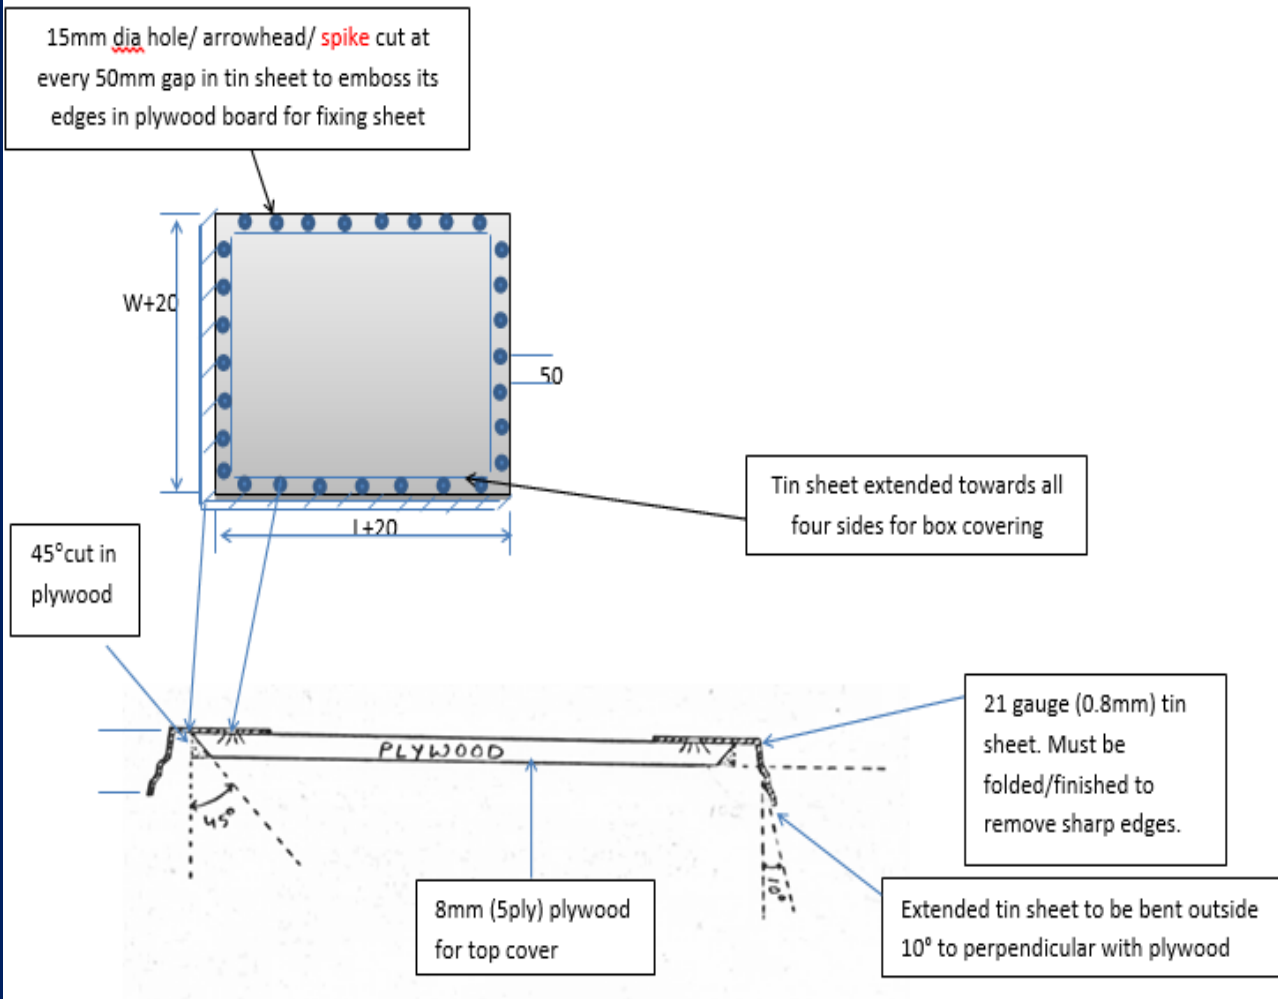 15mm dia hole/ arrowhead/ spike cut at
every 50mm gap in tin sheet to emboss its
edges in plywood board for fixing sheet
W+20
50
L+20
Tin sheet extended towards all
four sides for box covering
45°cut in
plywood
PLYWOOD
45°
10°
21 gauge (0.8mm) tin
sheet. Must be
folded/finished to
remove sharp edges.
8mm (5ply) plywood
for top cover
Extended tin sheet to be bent outside
10° to perpendicular with plywood